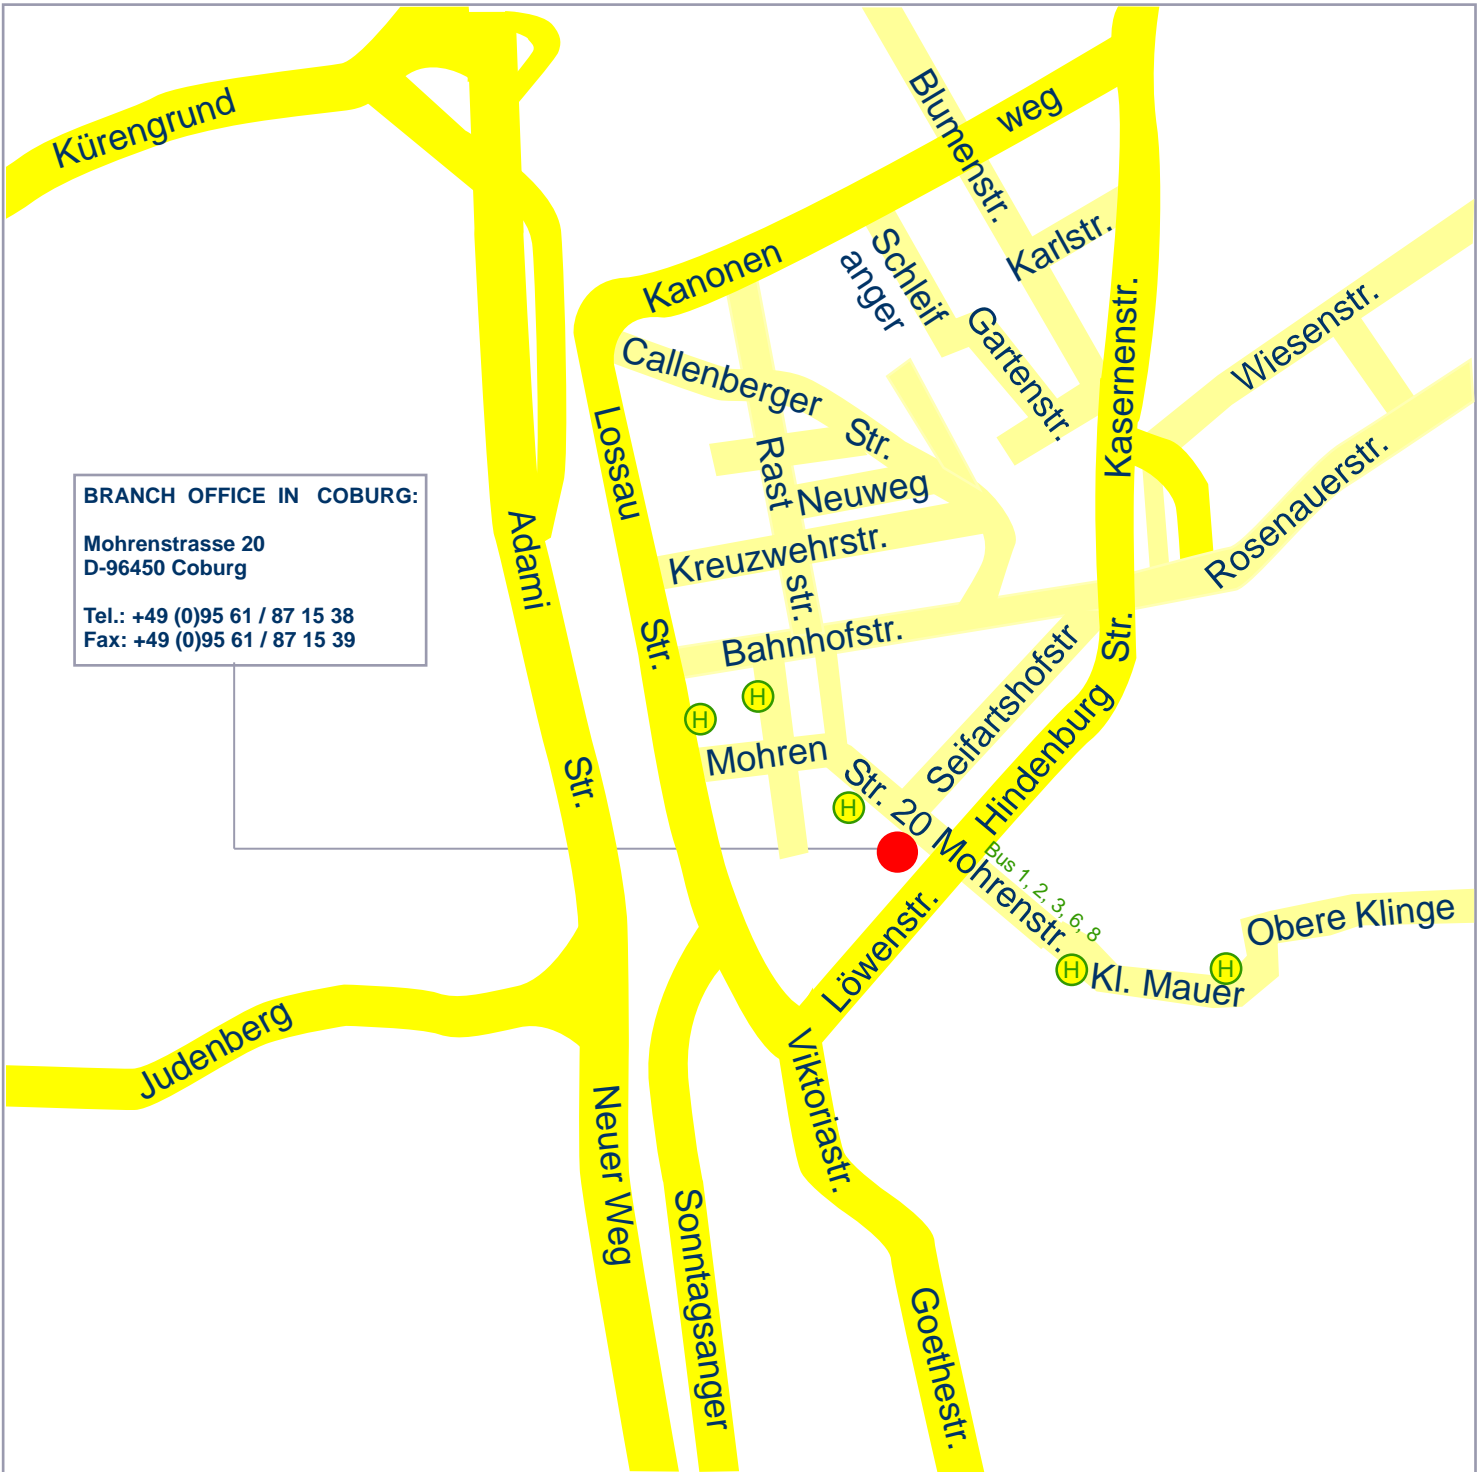 Kürengrund
Blumenstr.
weg
Kanonen
Karlstr.
Schleif
anger
Gartenstr.
Kasernenstr.
Wiesenstr.
Callenberger
Str.
Lossau
Str.
Rast
str.
Neuweg
Kreuzwehrstr.
Rosenauerstr.
Bahnhofstr.
BRANCH OFFICE IN COBURG:
Mohrenstrasse 20
D-96450 Coburg
Tel.: +49 (0)95 61 / 87 15 38
Fax: +49 (0)95 61 / 87 15 39
Adami
Str.
Seifartshofstr
Hindenburg
Str.
H
H
Mohren
Str. 20
H
Mohrenstr.
Bus 1, 2, 3, 6, 8
Löwenstr.
H
Kl. Mauer
H
Obere Klinge
Judenberg
Viktoriastr.
Neuer Weg
Sonntagsanger
Goethestr.